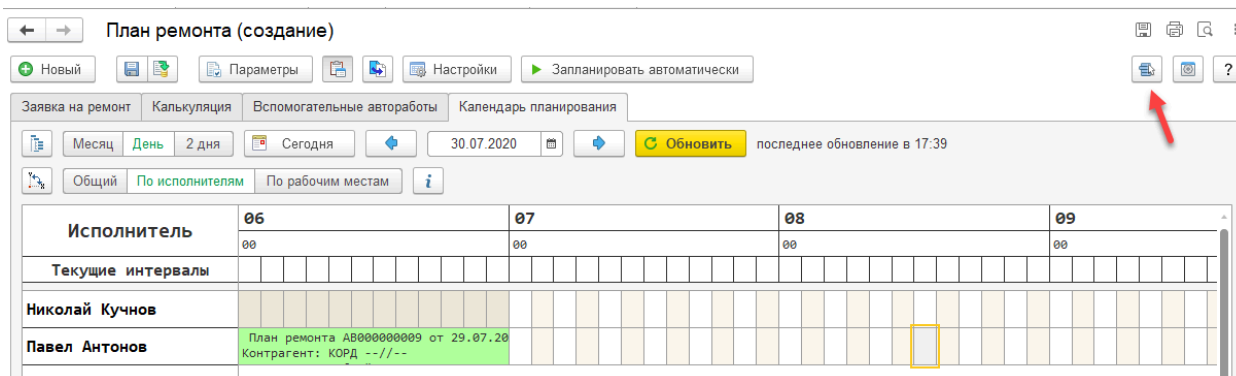 План ремонта (создание)
Новый Параметры Настройки Запланировать автоматически ?
Заявка на ремонт Калькуляция Вспомогательные автоработы Календарь планирования
Месяц День 2 дня Сегодня 30.07.2020 Обновить последнее обновление в 17:39
Общий По исполнителям По рабочим местам i
Исполнитель 06 07 08 09
00 00 00 00
Текущие интервалы
Николай Кучнов
Павел Антонов План ремонта АВ000000009 от 29.07.20
Контрагент: КОРД --//--